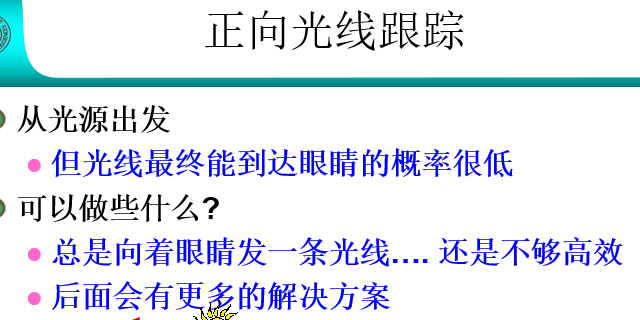 正向光线跟踪
从光源出发
但光线最终能到达眼睛的概率很低
可以做些什么?
总是向着眼睛发一条光线.... 还是不够高效
后面会有更多的解决方案